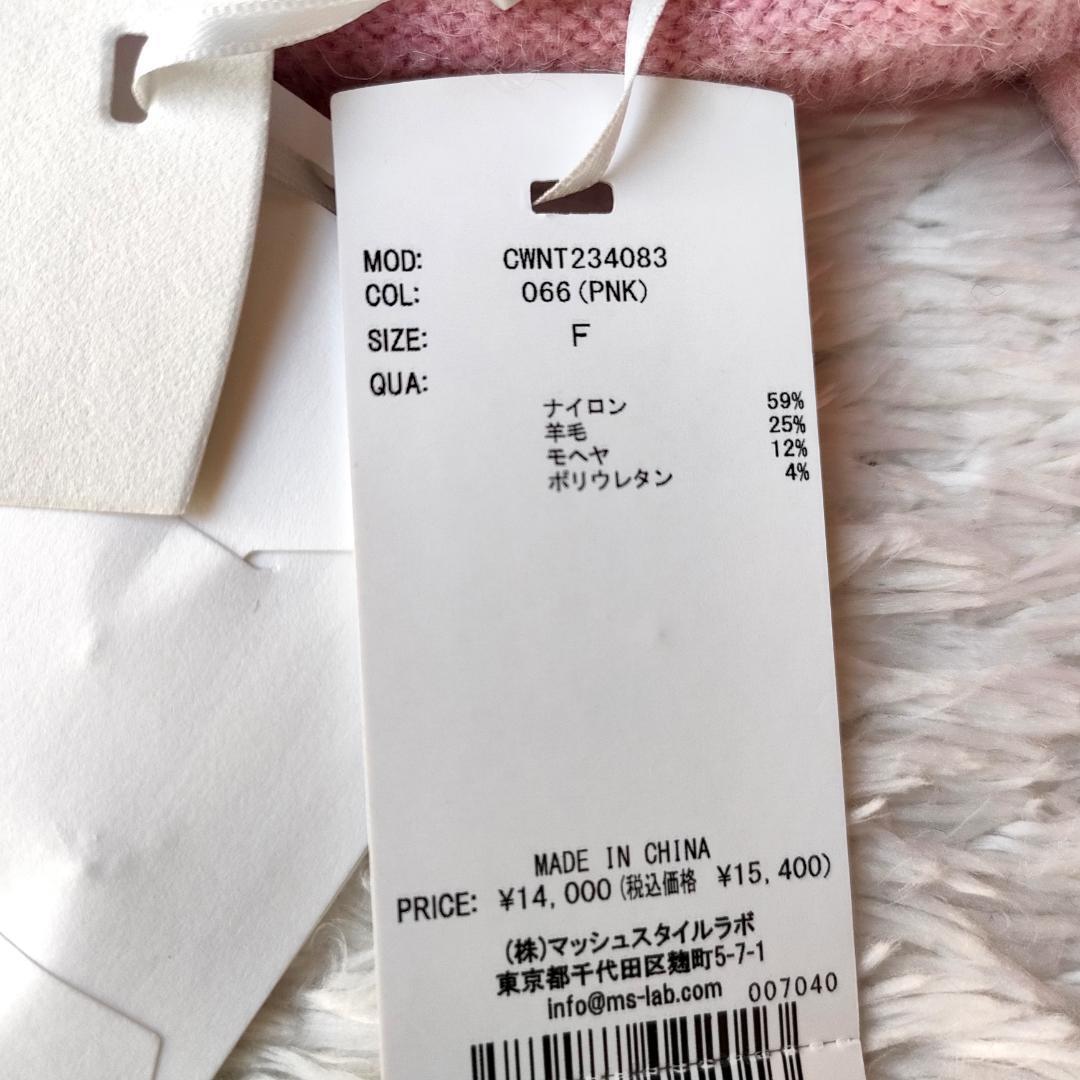 MOD: CWNT234083
COL: 066(PNK)
SIZE: F
QUA:
ナイロン 59%
羊毛 25%
モヘヤ 12%
ポリウレタン 4%
MADE IN CHINA
PRICE: ¥14,000(税込価格 ¥15,400)
(株)マッシュスタイルラボ
東京都千代田区麹町5-7-1
info@ms-lab.com 007040